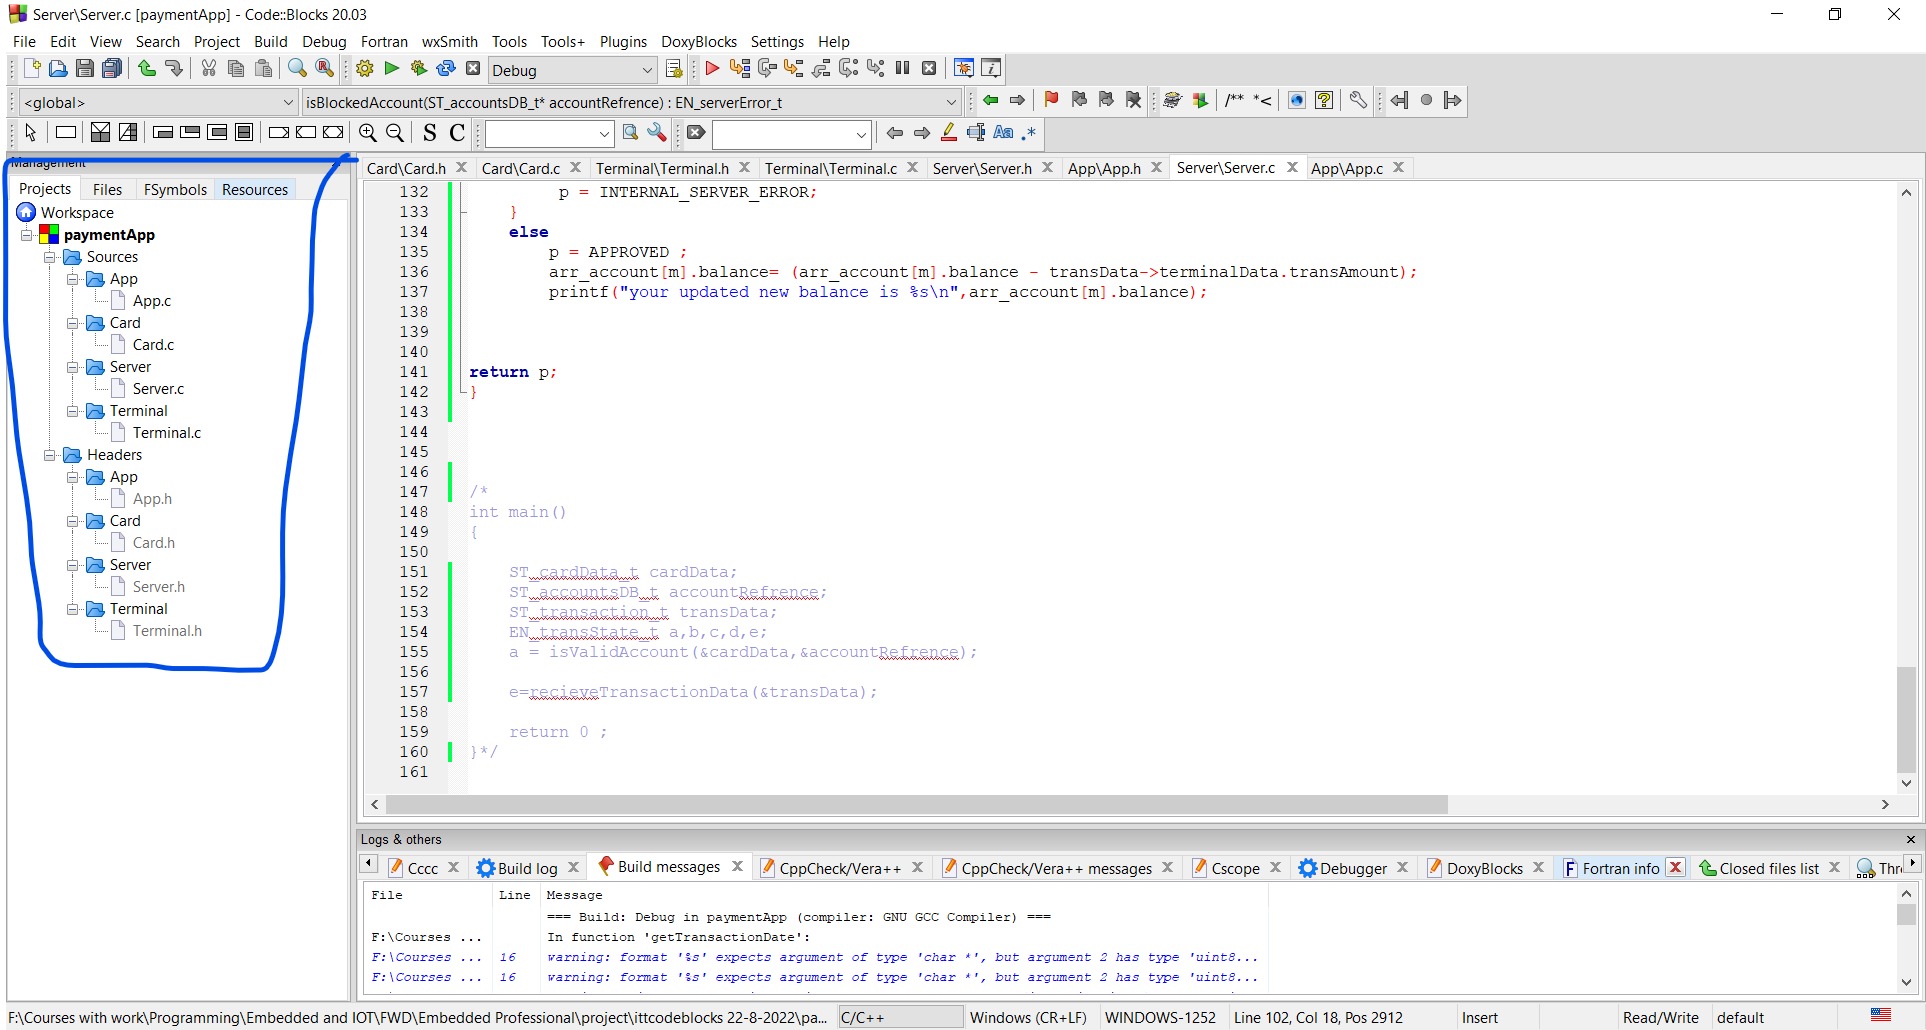 Server\Server.c [paymentApp] - Code::Blocks 20.03
File Edit View Search Project Build Debug Fortran wxSmith Tools Tools+ Plugins DoxyBlocks Settings Help
Debug
<global> isBlockedAccount(ST_accountsDB_t* accountRefrence) : EN_serverError_t /** *<
S C Aa .*
Management
Projects Files FSymbols Resources
Workspace
paymentApp
Sources
App
App.c
Card
Card.c
Server
Server.c
Terminal
Terminal.c
Headers
App
App.h
Card
Card.h
Server
Server.h
Terminal
Terminal.h
Card\Card.h Card\Card.c Terminal\Terminal.h Terminal\Terminal.c Server\Server.h App\App.h Server\Server.c App\App.c
132 p = INTERNAL_SERVER_ERROR;
133 }
134 else
135 p = APPROVED ;
136 arr_account[m].balance= (arr_account[m].balance - transData->terminalData.transAmount);
137 printf("your updated new balance is %s\n",arr_account[m].balance);
138
139
140
141 return p;
142 }
143
144
145
146
147 /*
148 int main()
149 {
150
151 ST_cardData_t cardData;
152 ST_accountsDB_t accountRefrence;
153 ST_transaction_t transData;
154 EN_transState_t a,b,c,d,e;
155 a = isValidAccount(&cardData,&accountRefrence);
156
157 e=recieveTransactionData(&transData);
158
159 return 0 ;
160 }*/
161
Logs & others
Cccc Build log Build messages CppCheck/Vera++ CppCheck/Vera++ messages Cscope Debugger DoxyBlocks Fortran info Closed files list Thr
File Line Message
=== Build: Debug in paymentApp (compiler: GNU GCC Compiler) ===
F:\Courses ... In function 'getTransactionDate':
F:\Courses ... 16 warning: format '%s' expects argument of type 'char *', but argument 2 has type 'uint8...
F:\Courses ... 16 warning: format '%s' expects argument of type 'char *', but argument 2 has type 'uint8...
F:\Courses with work\Programming\Embedded and IOT\FWD\Embedded Professional\project\ittcodeblocks 22-8-2022\pa... C/C++ Windows (CR+LF) WINDOWS-1252 Line 102, Col 18, Pos 2912 Insert Read/Write default